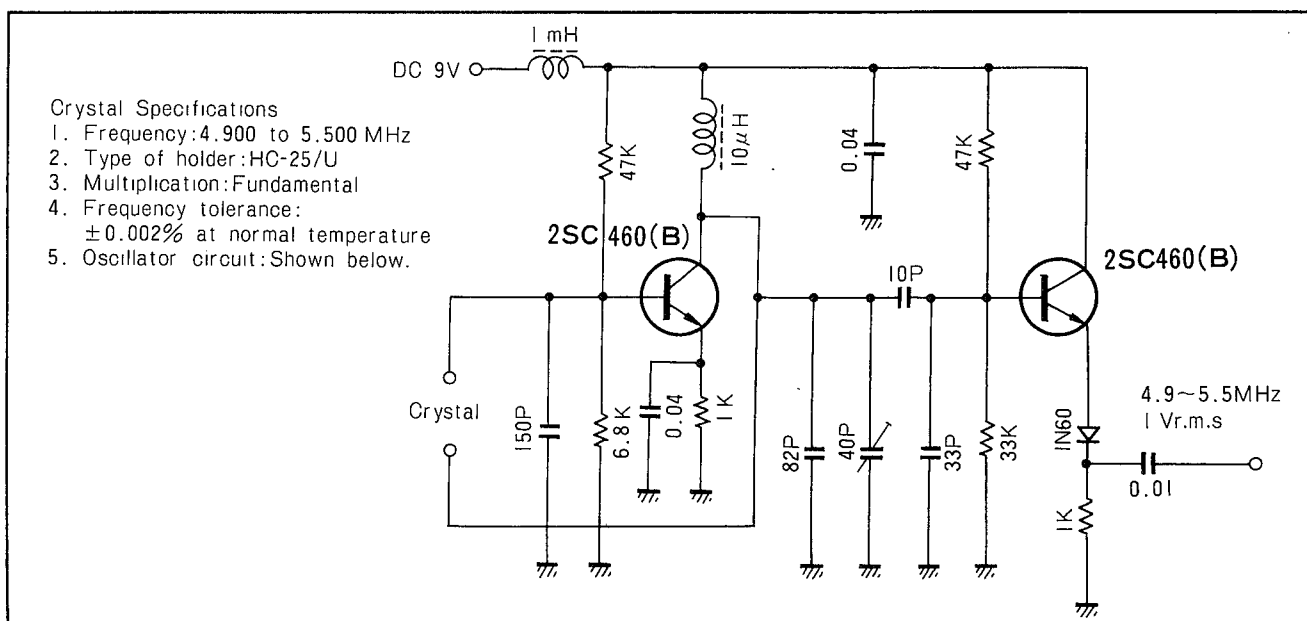 1 mH
DC 9V
Crystal Specifications
1. Frequency: 4.900 to 5.500 MHz
2. Type of holder: HC-25/U
3. Multiplication: Fundamental
4. Frequency tolerance:
±0.002% at normal temperature
5. Oscillator circuit: Shown below.
47K
10μH
0.04
47K
2SC460(B)
2SC460(B)
10P
Crystal
150P
6.8K
0.04
1K
82P
40P
33P
33K
1N60
4.9~5.5MHz
1 Vr.m.s
0.01
1K